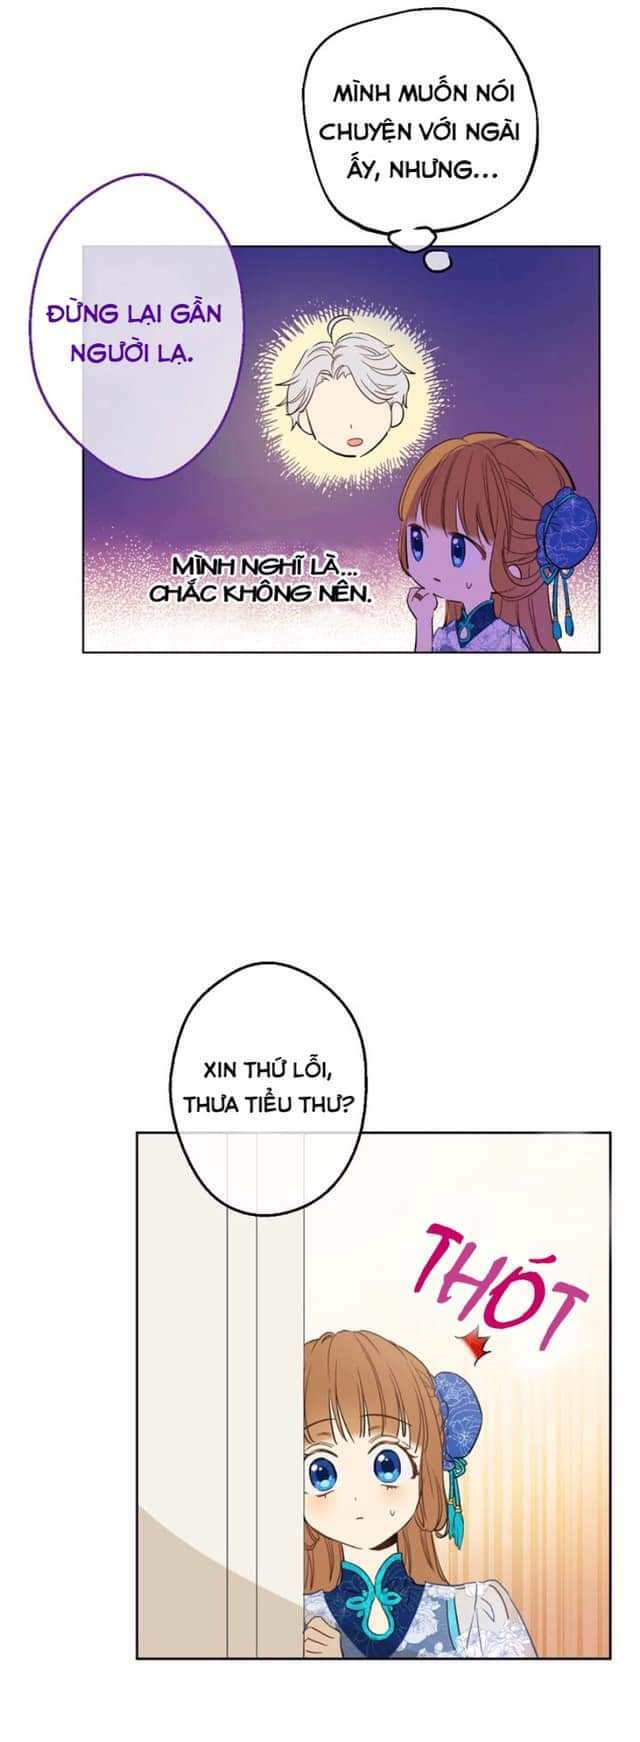 MÌNH MUỐN NÓI
CHUYỆN VỚI NGÀI
ẤY, NHƯNG...
ĐỪNG LẠI GẦN
NGƯỜI LẠ.
MÌNH NGHĨ LÀ...
CHẮC KHÔNG NÊN.
XIN THỨ LỖI,
THƯA TIỂU THƯ?
THÓT